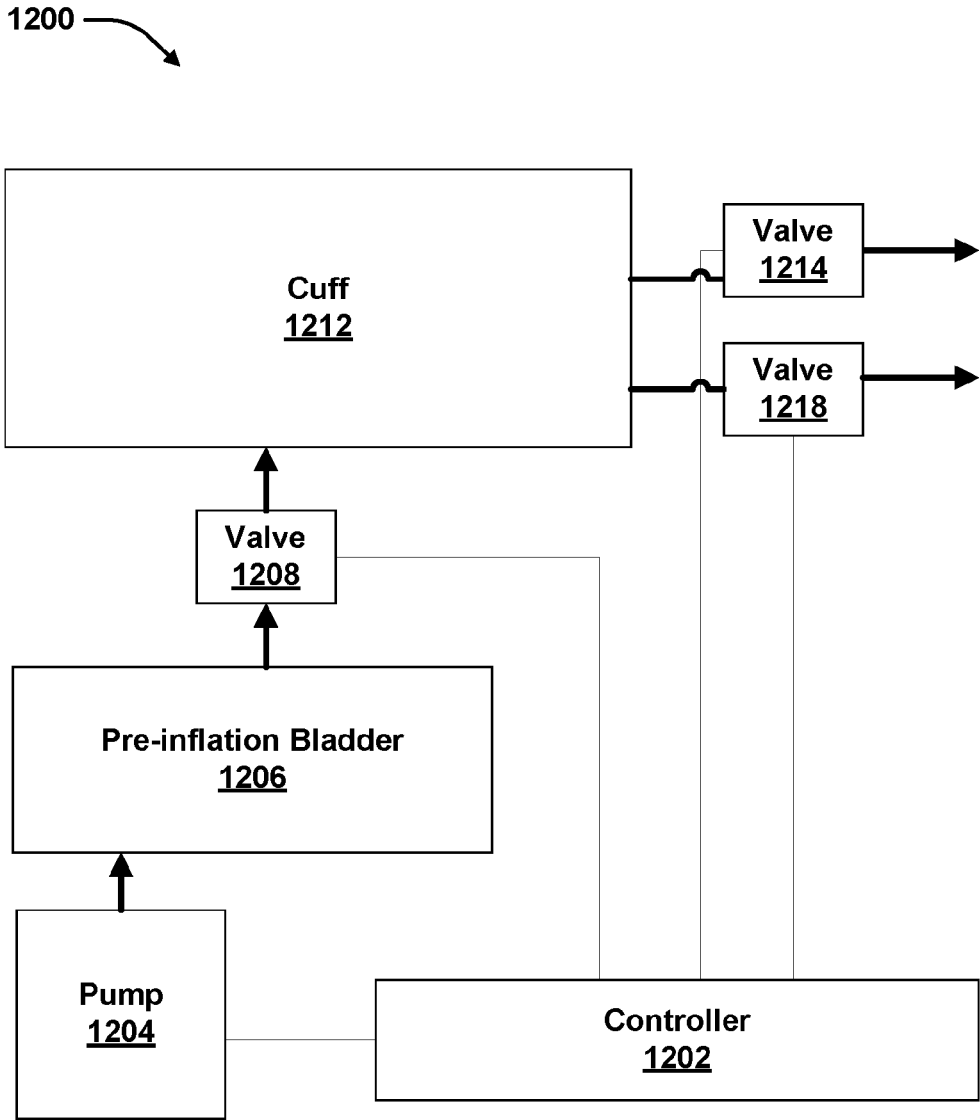 1200
Valve
1214
Cuff
1212
Valve
1218
Valve
1208
Pre-inflation Bladder
1206
Pump
1204
Controller
1202